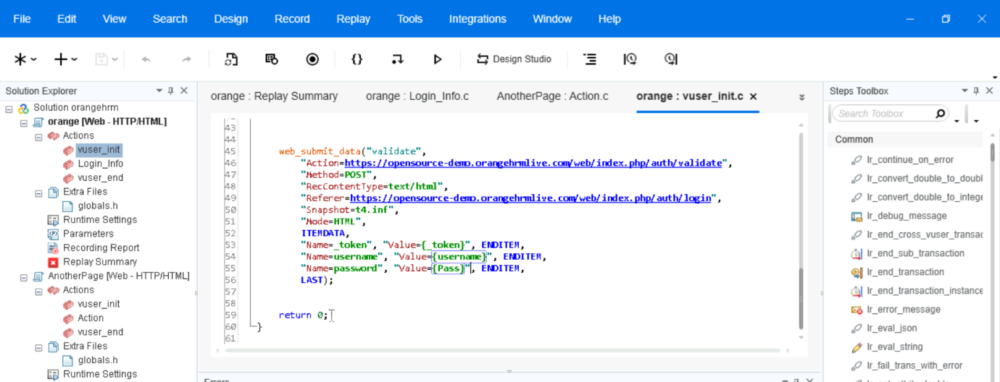 File Edit View Search Design Record Replay Tools Integrations Window Help
Design Studio
Solution Explorer
Solution orangehrm
orange [Web - HTTP/HTML]
Actions
vuser_init
Login_Info
vuser_end
Extra Files
globals.h
Runtime Settings
Parameters
Recording Report
Replay Summary
AnotherPage [Web - HTTP/HTML]
Actions
vuser_init
Action
vuser_end
Extra Files
globals.h
Runtime Settings
orange : Replay Summary orange : Login_Info.c AnotherPage : Action.c orange : vuser_init.c
43
44
45 web_submit_data("validate",
46 "Action=https://opensource-demo.orangehrmlive.com/web/index.php/auth/validate",
47 "Method=POST",
48 "RecContentType=text/html",
49 "Referer=https://opensource-demo.orangehrmlive.com/web/index.php/auth/login",
50 "Snapshot=t4.inf",
51 "Mode=HTML",
52 ITEMDATA,
53 "Name=_token", "Value={_token}", ENDITEM,
54 "Name=username", "Value={username}", ENDITEM,
55 "Name=password", "Value={Pass}", ENDITEM,
56 LAST);
57
58
59 return 0;
60 }
61
Errors
Steps Toolbox
Search Toolbox
Common
lr_continue_on_error
lr_convert_double_to_doubl
lr_convert_double_to_intege
lr_debug_message
lr_end_cross_vuser_transac
lr_end_sub_transaction
lr_end_transaction
lr_end_transaction_instance
lr_error_message
lr_eval_json
lr_eval_string
lr_fail_trans_with_error